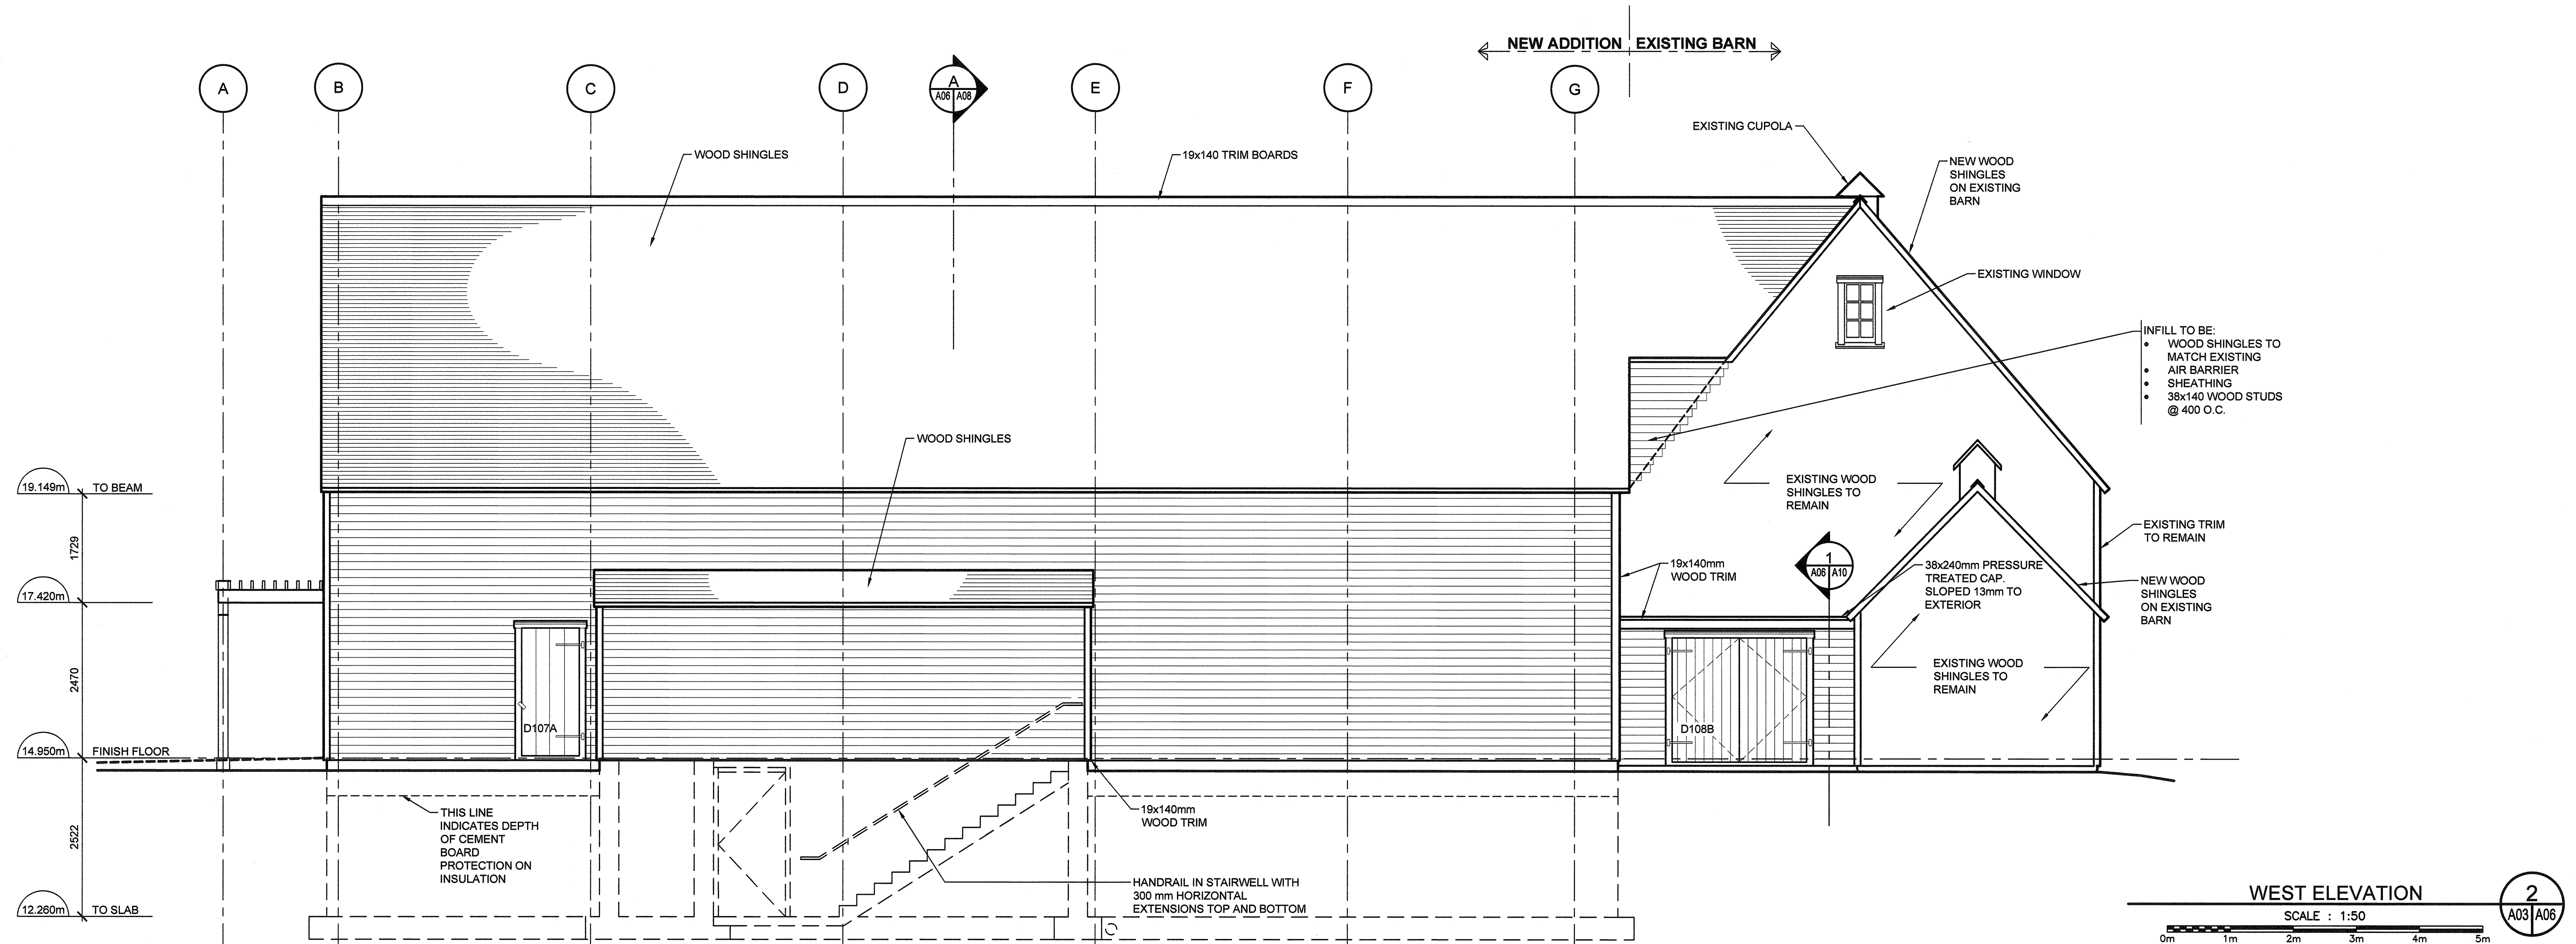 NEW ADDITION EXISTING BARN
A
B
C
D
A
A06 A08
E
F
G
EXISTING CUPOLA
WOOD SHINGLES
19x140 TRIM BOARDS
NEW WOOD
SHINGLES
ON EXISTING
BARN
EXISTING WINDOW
INFILL TO BE:
• WOOD SHINGLES TO
MATCH EXISTING
• AIR BARRIER
• SHEATHING
• 38x140 WOOD STUDS
@ 400 O.C.
WOOD SHINGLES
19.149m TO BEAM
EXISTING WOOD
SHINGLES TO
REMAIN
EXISTING TRIM
TO REMAIN
1729
1
A06 A10
19x140mm
WOOD TRIM
38x240mm PRESSURE
TREATED CAP.
SLOPED 13mm TO
EXTERIOR
NEW WOOD
SHINGLES
ON EXISTING
BARN
17.420m
2470
EXISTING WOOD
SHINGLES TO
REMAIN
D107A
D108B
14.950m FINISH FLOOR
2522
THIS LINE
INDICATES DEPTH
OF CEMENT
BOARD
PROTECTION ON
INSULATION
19x140mm
WOOD TRIM
HANDRAIL IN STAIRWELL WITH
300 mm HORIZONTAL
EXTENSIONS TOP AND BOTTOM
12.260m TO SLAB
WEST ELEVATION
SCALE : 1:50
0m 1m 2m 3m 4m 5m
2
A03 A06